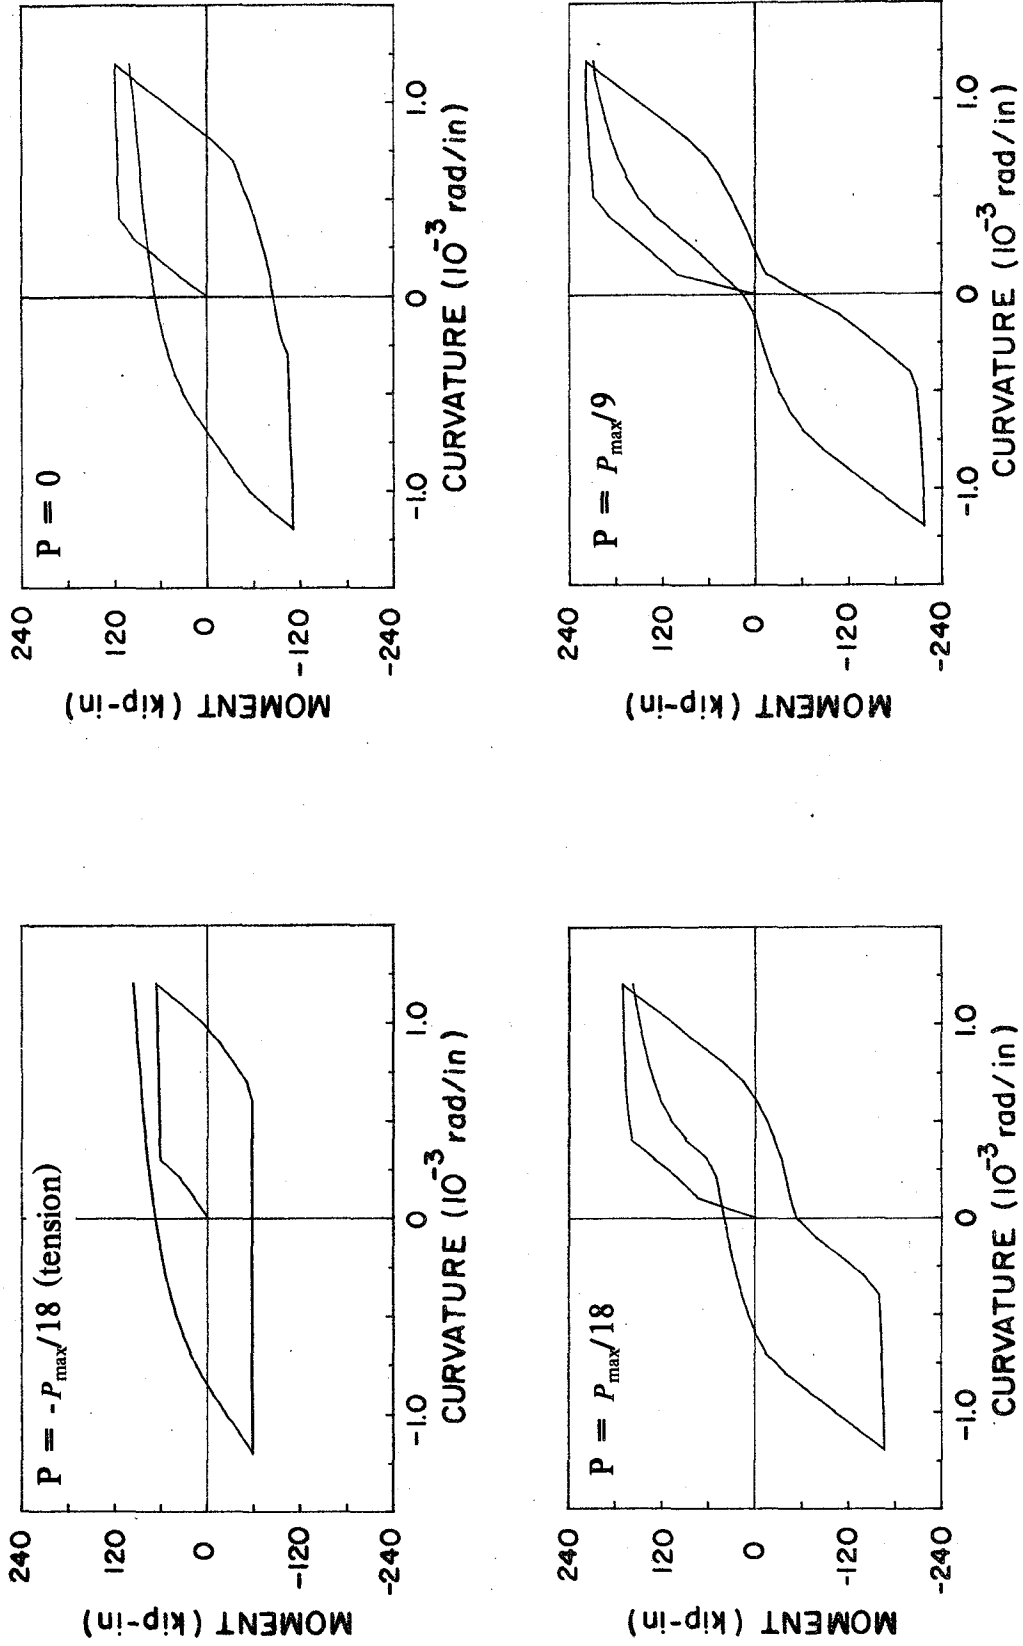 P = -Pmax/18 (tension)
MOMENT (kip-in)
240
120
0
-120
-240
-1.0
0
1.0
CURVATURE (10⁻³ rad/in)
P = 0
MOMENT (kip-in)
240
120
0
-120
-240
-1.0
0
1.0
CURVATURE (10⁻³ rad/in)
P = Pmax/18
MOMENT (kip-in)
240
120
0
-120
-240
-1.0
0
1.0
CURVATURE (10⁻³ rad/in)
P = Pmax/9
MOMENT (kip-in)
240
120
0
-120
-240
-1.0
0
1.0
CURVATURE (10⁻³ rad/in)